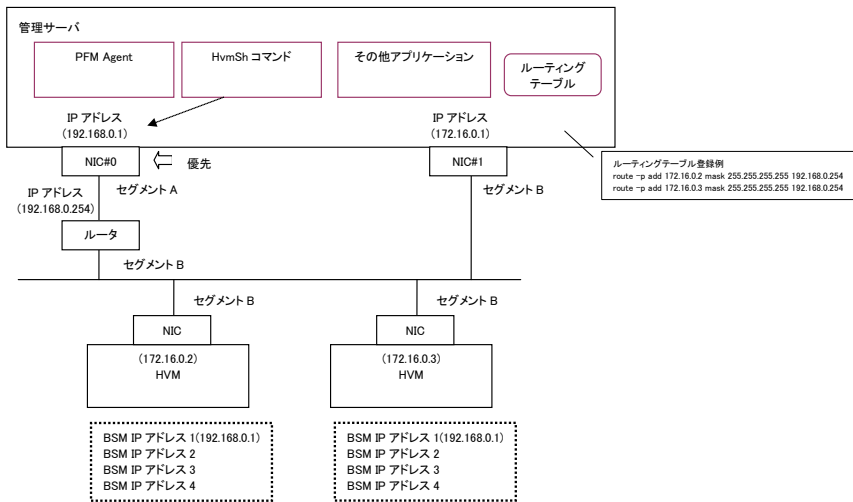 管理サーバ
PFM Agent
HvmSh コマンド
その他アプリケーション
ルーティング
テーブル
IP アドレス
(192.168.0.1)
IP アドレス
(172.16.0.1)
NIC#0
優先
NIC#1
ルーティングテーブル登録例
route -p add 172.16.0.2 mask 255.255.255.255 192.168.0.254
route -p add 172.16.0.3 mask 255.255.255.255 192.168.0.254
IP アドレス
(192.168.0.254)
セグメント A
セグメント B
ルータ
セグメント B
セグメント B
セグメント B
NIC
NIC
(172.16.0.2)
HVM
(172.16.0.3)
HVM
BSM IP アドレス 1(192.168.0.1)
BSM IP アドレス 2
BSM IP アドレス 3
BSM IP アドレス 4
BSM IP アドレス 1(192.168.0.1)
BSM IP アドレス 2
BSM IP アドレス 3
BSM IP アドレス 4